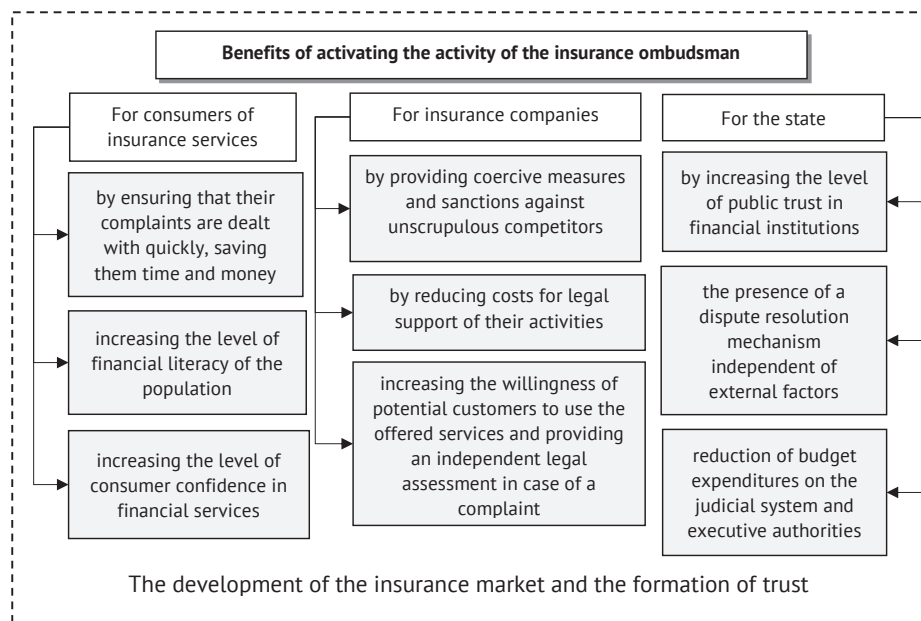 Benefits of activating the activity of the insurance ombudsman
For consumers of
insurance services
by ensuring that their
complaints are dealt
with quickly, saving
them time and money
increasing the level of
financial literacy of the
population
increasing the level of
consumer confidence in
financial services
For insurance companies
by providing coercive measures
and sanctions against
unscrupulous competitors
by reducing costs for legal
support of their activities
increasing the willingness of
potential customers to use the
offered services and providing
an independent legal
assessment in case of a
complaint
For the state
by increasing the level
of public trust in
financial institutions
the presence of a
dispute resolution
mechanism
independent of
external factors
reduction of budget
expenditures on the
judicial system and
executive authorities
The development of the insurance market and the formation of trust